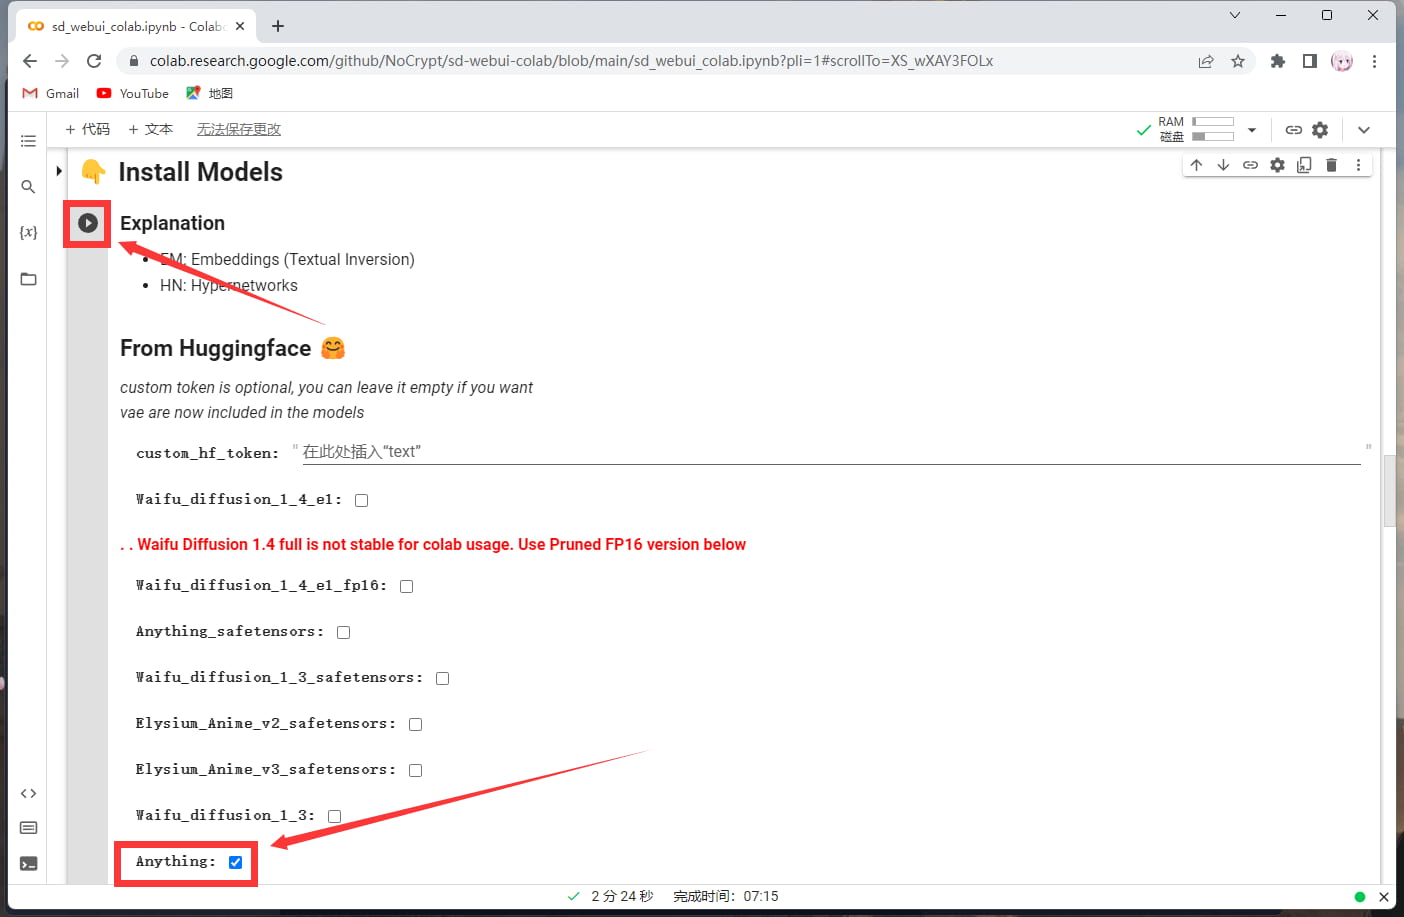 sd_webui_colab.ipynb - Colab
colab.research.google.com/github/NoCrypt/sd-webui-colab/blob/main/sd_webui_colab.ipynb?pli=1#scrollTo=XS_wXAY3FOLx
Gmail
YouTube
地图
+ 代码 + 文本 无法保存更改
RAM
磁盘
Install Models
{x}
Explanation
EM: Embeddings (Textual Inversion)
HN: Hypernetworks
From Huggingface
custom token is optional, you can leave it empty if you want
vae are now included in the models
custom_hf_token: " 在此处插入“text” "
Waifu_diffusion_1_4_e1:
. . Waifu Diffusion 1.4 full is not stable for colab usage. Use Pruned FP16 version below
Waifu_diffusion_1_4_e1_fp16:
Anything_safetensors:
Waifu_diffusion_1_3_safetensors:
Elysium_Anime_v2_safetensors:
Elysium_Anime_v3_safetensors:
Waifu_diffusion_1_3:
Anything:
2 分 24 秒 完成时间：07:15